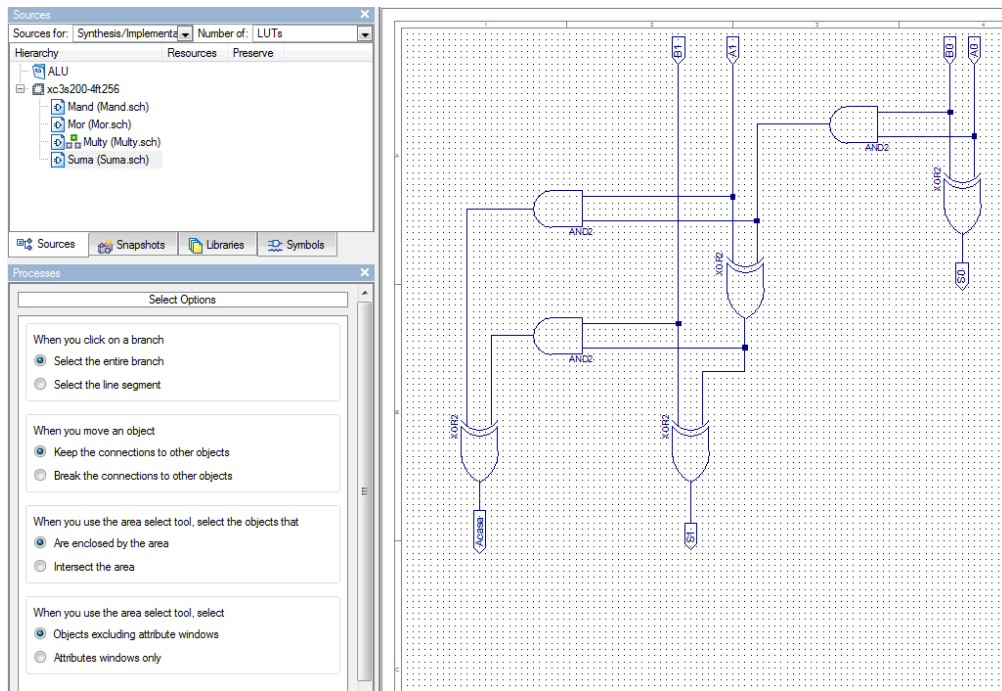 Sources
Sources for: Synthesis/Implementa Number of: LUTs
Hierarchy Resources Preserve
ALU
xc3s200-4ft256
Mand (Mand.sch)
Mor (Mor.sch)
Multy (Multy.sch)
Suma (Suma.sch)
Sources Snapshots Libraries Symbols
Processes
Select Options
When you click on a branch
Select the entire branch
Select the line segment
When you move an object
Keep the connections to other objects
Break the connections to other objects
When you use the area select tool, select the objects that
Are enclosed by the area
Intersect the area
When you use the area select tool, select
Objects excluding attribute windows
Attributes windows only
1 2 3
B1 A1 B0 A0
A
AND2
XOR2
AND2
S0
XOR2
AND2
B
XOR2
XOR2
Acasa
S1
C